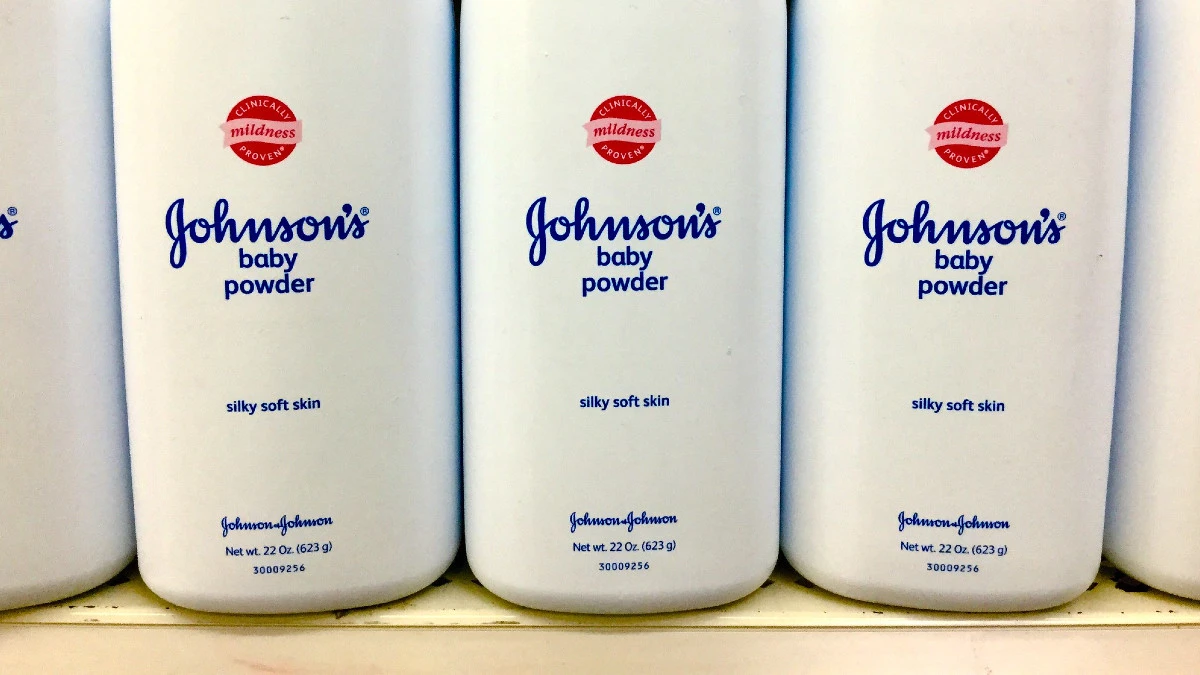 s®
CLINICALLY
mildness
PROVEN®
Johnson's®
baby
powder
silky soft skin
Johnson&Johnson
Net wt. 22 Oz. (623 g)
30009256
CLINICALLY
mildness
PROVEN®
Johnson's®
baby
powder
silky soft skin
Johnson&Johnson
Net wt. 22 Oz. (623 g)
30009256
CLINICALLY
mildness
PROVEN®
Johnson's®
baby
powder
silky soft skin
Johnson&Johnson
Net wt. 22 Oz. (623 g)
30009256